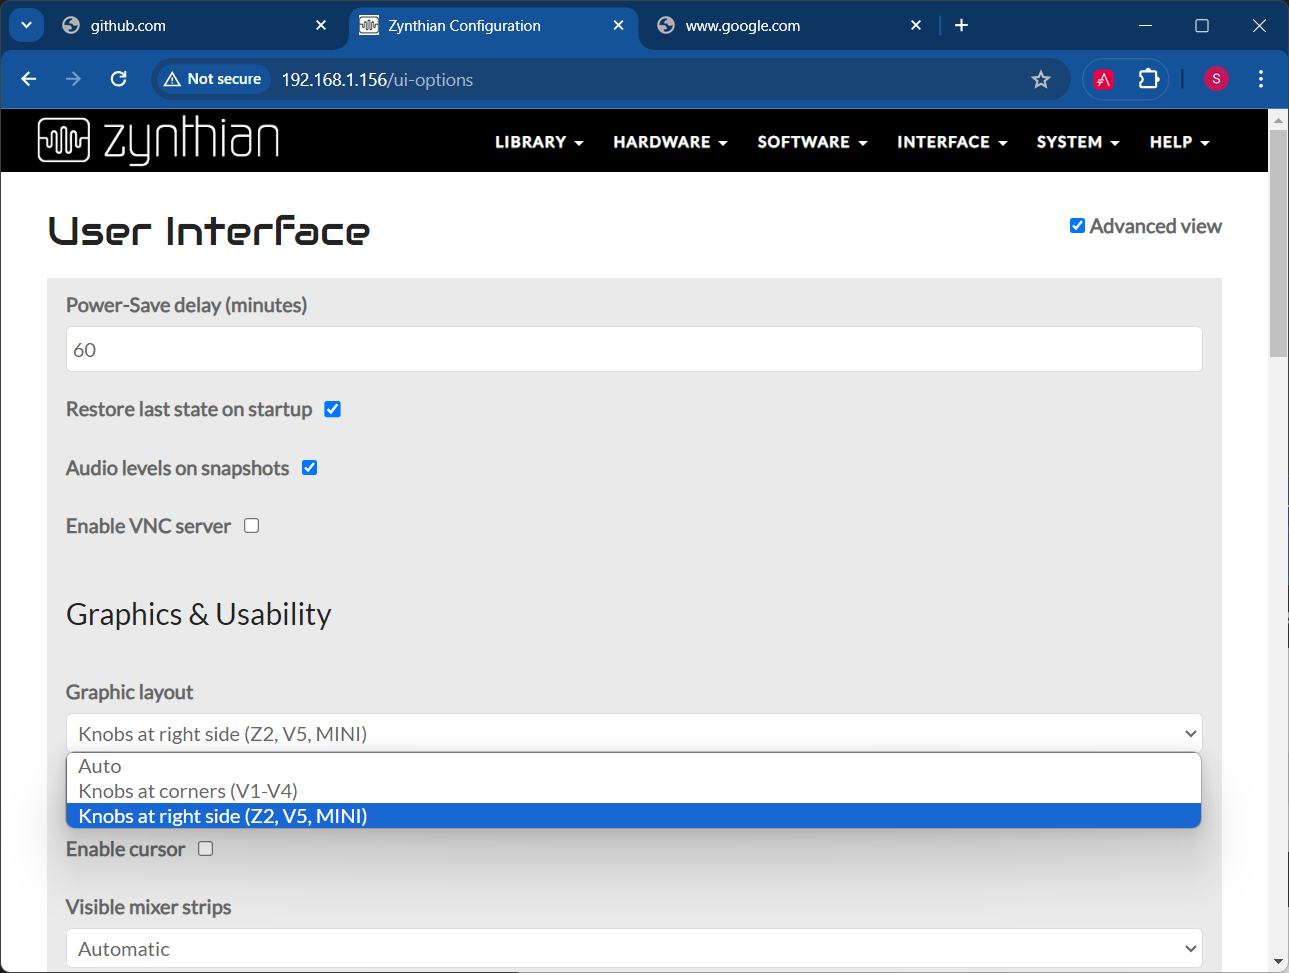 github.com
Zynthian Configuration
www.google.com
Not secure
192.168.1.156/ui-options
S
zynthian
LIBRARY
HARDWARE
SOFTWARE
INTERFACE
SYSTEM
HELP
User Interface
Advanced view
Power-Save delay (minutes)
60
Restore last state on startup
Audio levels on snapshots
Enable VNC server
Graphics & Usability
Graphic layout
Knobs at right side (Z2, V5, MINI)
Auto
Knobs at corners (V1-V4)
Knobs at right side (Z2, V5, MINI)
Enable cursor
Visible mixer strips
Automatic